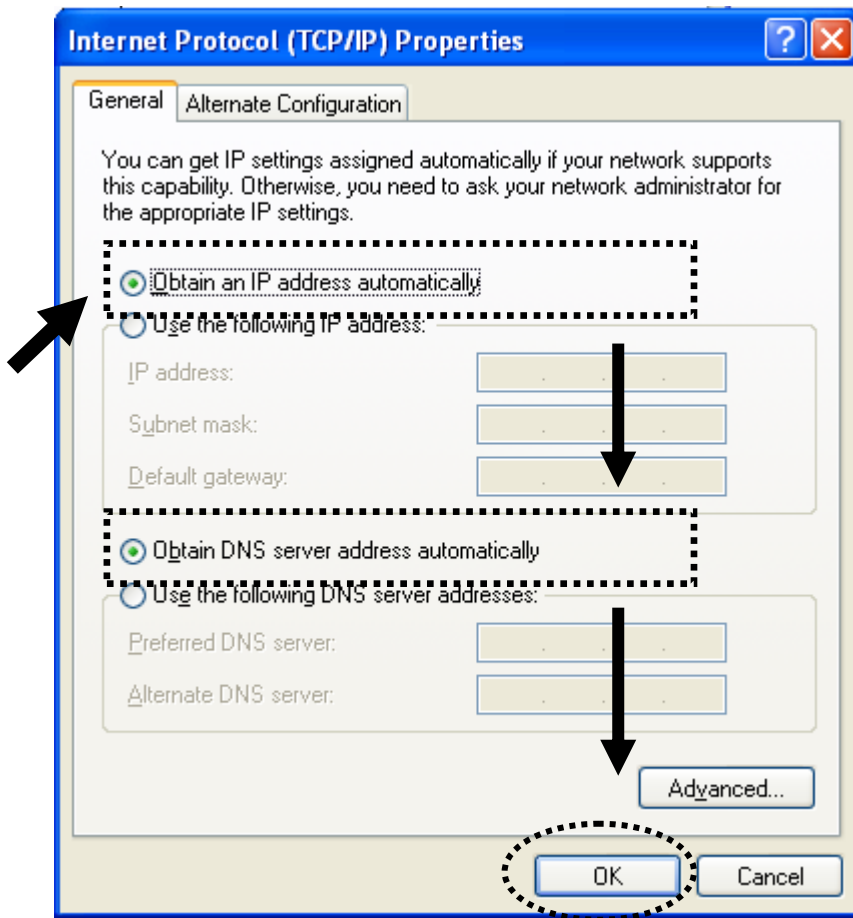 Internet Protocol (TCP/IP) Properties
General
Alternate Configuration
You can get IP settings assigned automatically if your network supports
this capability. Otherwise, you need to ask your network administrator for
the appropriate IP settings.
Obtain an IP address automatically
Use the following IP address:
IP address:
Subnet mask:
Default gateway:
Obtain DNS server address automatically
Use the following DNS server addresses:
Preferred DNS server:
Alternate DNS server:
Advanced...
OK
Cancel